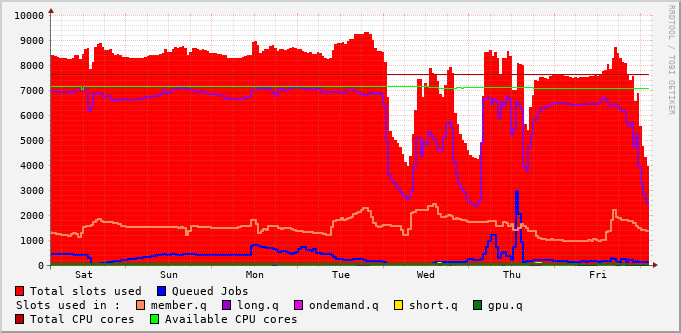 10000
9000
8000
7000
6000
5000
4000
3000
2000
1000
0
Sat Sun Mon Tue Wed Thu Fri
RRDTOOL / TOBI OETIKER
Total slots used Queued Jobs
Slots used in : member.q long.q ondemand.q short.q gpu.q
Total CPU cores Available CPU cores